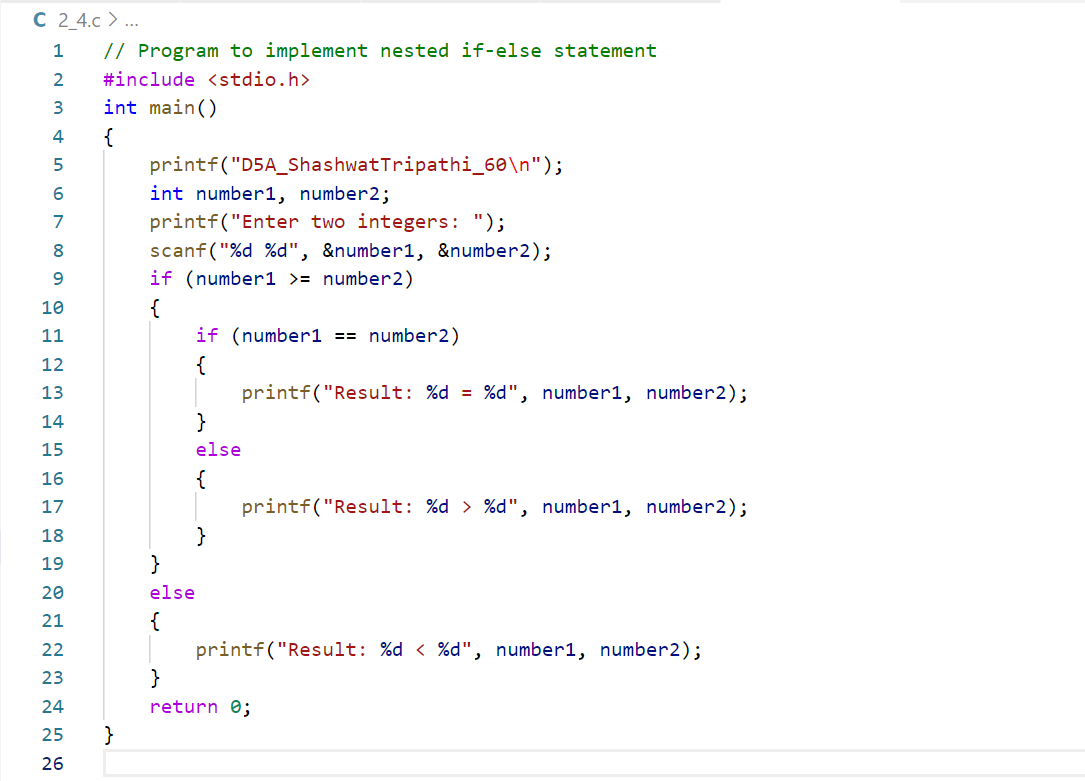 C 2_4.c > ...
1 // Program to implement nested if-else statement
2 #include <stdio.h>
3 int main()
4 {
5     printf("D5A_ShashwatTripathi_60\n");
6     int number1, number2;
7     printf("Enter two integers: ");
8     scanf("%d %d", &number1, &number2);
9     if (number1 >= number2)
10     {
11         if (number1 == number2)
12         {
13             printf("Result: %d = %d", number1, number2);
14         }
15         else
16         {
17             printf("Result: %d > %d", number1, number2);
18         }
19     }
20     else
21     {
22         printf("Result: %d < %d", number1, number2);
23     }
24     return 0;
25 }
26